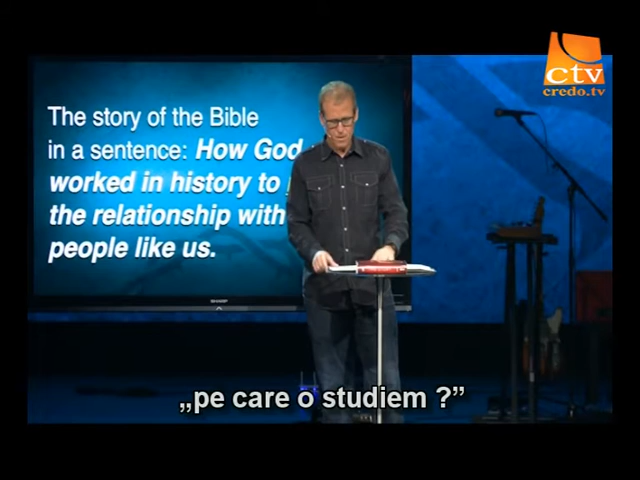 ctv
credo.tv
The story of the Bible
in a sentence: How God
worked in history to
the relationship with
people like us.
SHARP
„pe care o studiem ?”